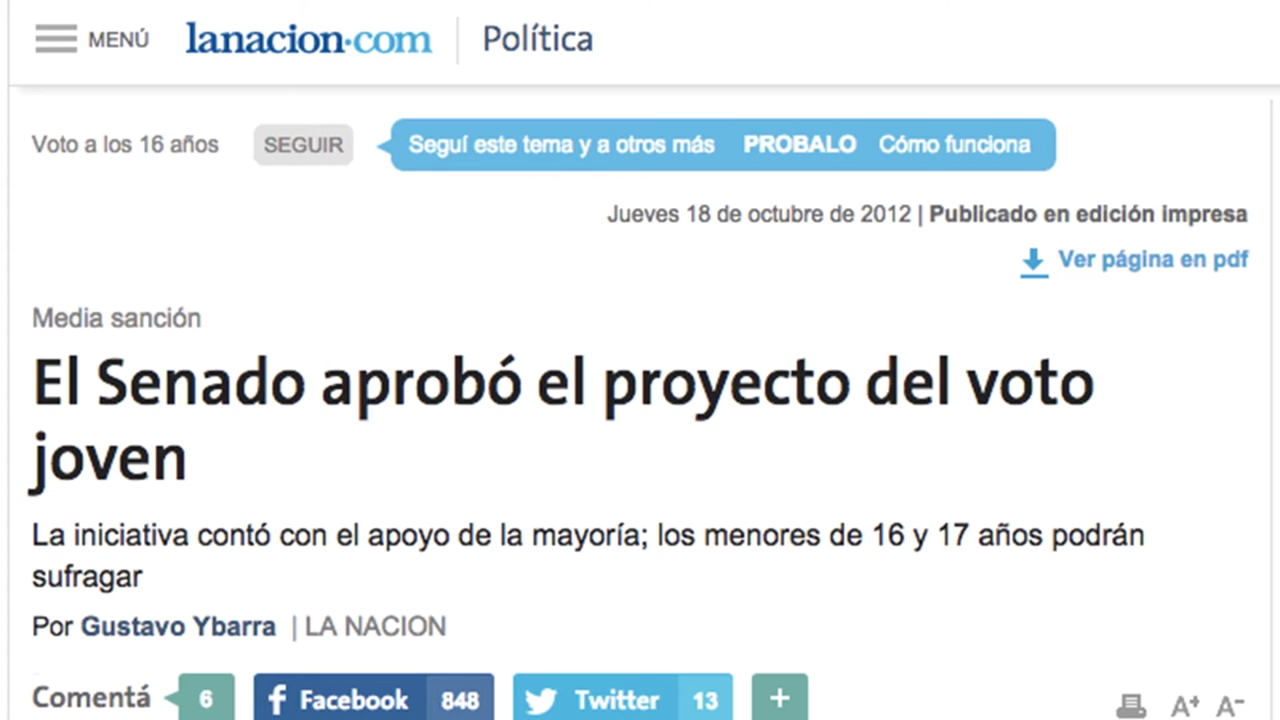 MENÚ lanacion.com Política
Voto a los 16 años SEGUIR Seguí este tema y a otros más PROBALO Cómo funciona
Jueves 18 de octubre de 2012 | Publicado en edición impresa
Ver página en pdf
Media sanción
El Senado aprobó el proyecto del voto
joven
La iniciativa contó con el apoyo de la mayoría; los menores de 16 y 17 años podrán
sufragar
Por Gustavo Ybarra | LA NACION
Comentá 6 f Facebook 848 Twitter 13 + A+ A-